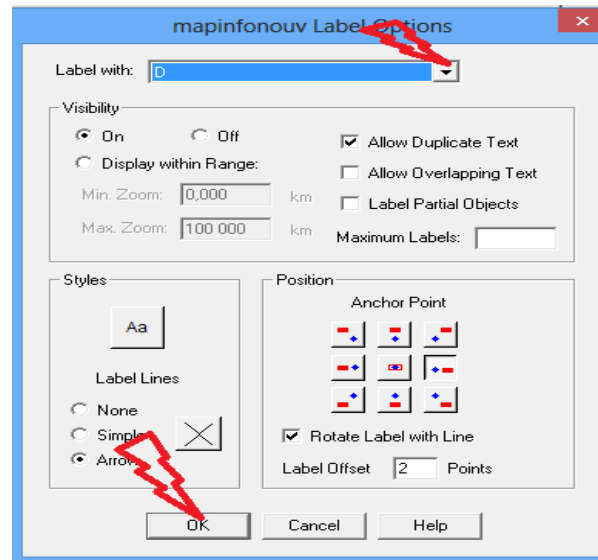 mapinfonouv Label Options
Label with: D
Visibility
On Off
Display within Range:
Min. Zoom: 0,000 km
Max. Zoom: 100 000 km
Allow Duplicate Text
Allow Overlapping Text
Label Partial Objects
Maximum Labels:
Styles
Aa
Label Lines
None
Simple
Arrow
Position
Anchor Point
Rotate Label with Line
Label Offset 2 Points
OK Cancel Help